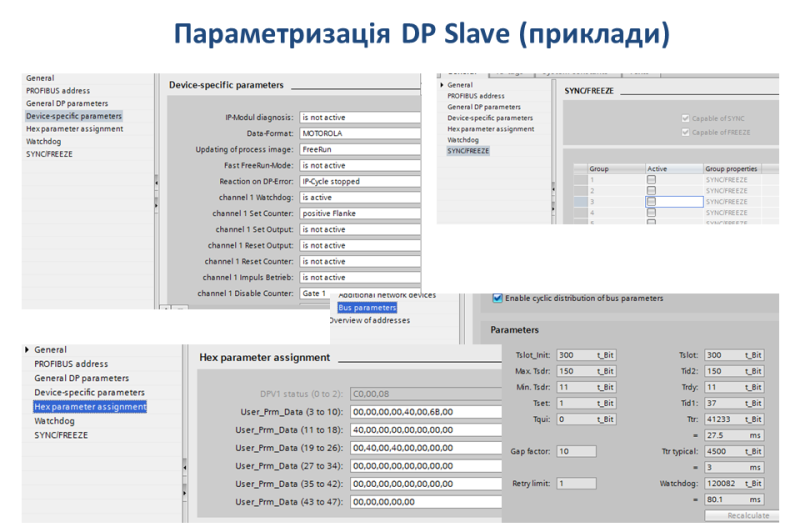 Параметризація DP Slave (приклади)
General
PROFIBUS address
General DP parameters
Device-specific parameters
Hex parameter assignment
Watchdog
SYNC/FREEZE
Device-specific parameters
IP-Modul diagnosis: is not active
Data-Format: MOTOROLA
Updating of process image: FreeRun
Fast FreeRun-Mode: is not active
Reaction on DP-Error: IP-Cycle stopped
channel 1 Watchdog: is active
channel 1 Set Counter: positive Flanke
channel 1 Set Output: is not active
channel 1 Reset Output: is not active
channel 1 Reset Counter: is not active
channel 1 Impuls Betrieb: is not active
channel 1 Disable Counter: Gate 1
General
PROFIBUS address
General DP parameters
Device-specific parameters
Hex parameter assignment
Watchdog
SYNC/FREEZE
SYNC/FREEZE
Capable of SYNC
Capable of FREEZE
Group Active Group properties
1 SYNC/FREEZE
2 SYNC/FREEZE
3 SYNC/FREEZE
4 SYNC/FREEZE
SYNC/FREEZE
Additional network devices
Bus parameters
Overview of addresses
Enable cyclic distribution of bus parameters
Parameters
Tslot_Init: 300 t_Bit Tslot: 300 t_Bit
Max. Tsdr: 150 t_Bit Tid2: 150 t_Bit
Min. Tsdr: 11 t_Bit Trdy: 11 t_Bit
Tset: 1 t_Bit Tid1: 37 t_Bit
Tqui: 0 t_Bit Ttr: 41233 t_Bit
= 27.5 ms
Gap factor: 10 Ttr typical: 4500 t_Bit
= 3 ms
Retry limit: 1 Watchdog: 120082 t_Bit
= 80.1 ms
Recalculate
General
PROFIBUS address
General DP parameters
Device-specific parameters
Hex parameter assignment
Watchdog
SYNC/FREEZE
Hex parameter assignment
DPV1 status (0 to 2): C0,00,08
User_Prm_Data (3 to 10): 00,00,00,00,40,00,6B,00
User_Prm_Data (11 to 18): 40,00,00,00,00,00,00,00
User_Prm_Data (19 to 26): 00,40,00,40,00,00,00,00
User_Prm_Data (27 to 34): 00,00,00,00,00,00,00,00
User_Prm_Data (35 to 42): 00,00,00,00,00,00,00,00
User_Prm_Data (43 to 47): 00,00,00,00,00